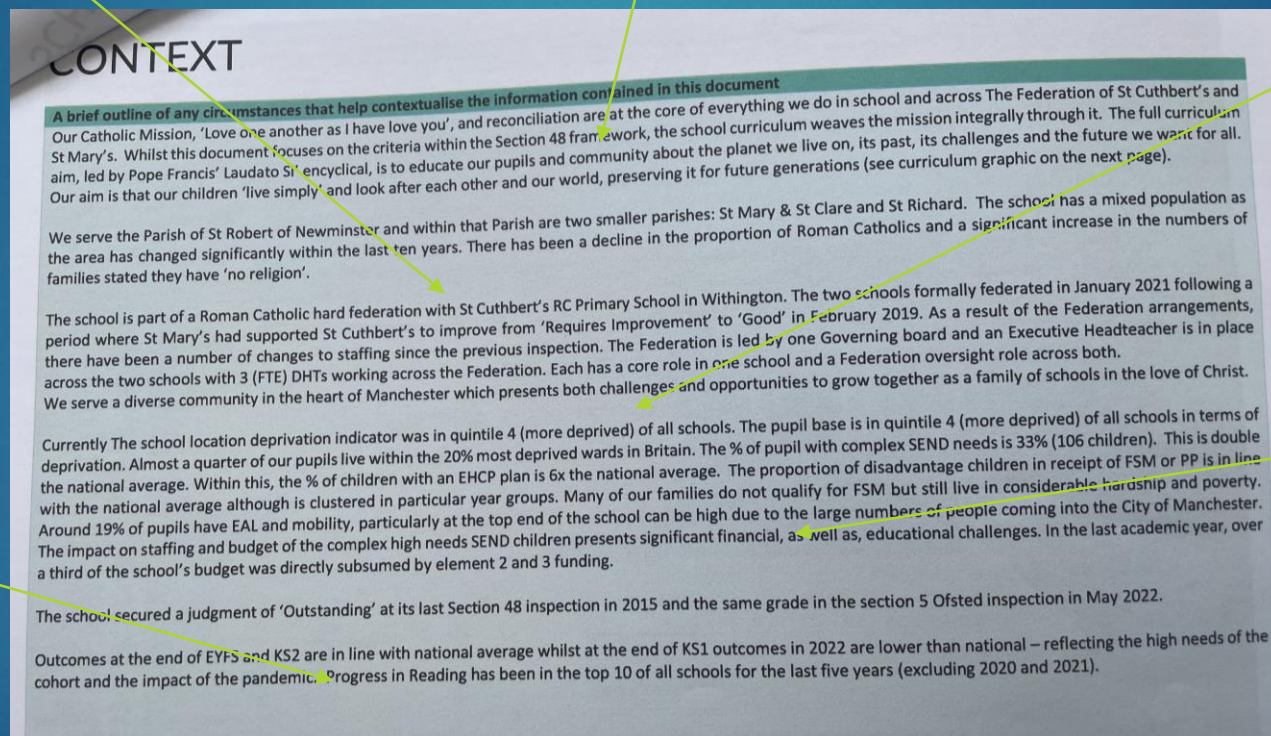 CONTEXT
A brief outline of any circumstances that help contextualise the information contained in this document
Our Catholic Mission, 'Love one another as I have love you', and reconciliation are at the core of everything we do in school and across The Federation of St Cuthbert's and
St Mary's. Whilst this document focuses on the criteria within the Section 48 framework, the school curriculum weaves the mission integrally through it. The full curriculum
aim, led by Pope Francis' Laudato Si' encyclical, is to educate our pupils and community about the planet we live on, its past, its challenges and the future we want for all.
Our aim is that our children 'live simply' and look after each other and our world, preserving it for future generations (see curriculum graphic on the next page).
We serve the Parish of St Robert of Newminster and within that Parish are two smaller parishes: St Mary & St Clare and St Richard. The school has a mixed population as
the area has changed significantly within the last ten years. There has been a decline in the proportion of Roman Catholics and a significant increase in the numbers of
families stated they have 'no religion'.
The school is part of a Roman Catholic hard federation with St Cuthbert's RC Primary School in Withington. The two schools formally federated in January 2021 following a
period where St Mary's had supported St Cuthbert's to improve from 'Requires Improvement' to 'Good' in February 2019. As a result of the Federation arrangements,
there have been a number of changes to staffing since the previous inspection. The Federation is led by one Governing board and an Executive Headteacher is in place
across the two schools with 3 (FTE) DHTs working across the Federation. Each has a core role in one school and a Federation oversight role across both.
We serve a diverse community in the heart of Manchester which presents both challenges and opportunities to grow together as a family of schools in the love of Christ.
Currently The school location deprivation indicator was in quintile 4 (more deprived) of all schools. The pupil base is in quintile 4 (more deprived) of all schools in terms of
deprivation. Almost a quarter of our pupils live within the 20% most deprived wards in Britain. The % of pupil with complex SEND needs is 33% (106 children). This is double
the national average. Within this, the % of children with an EHCP plan is 6x the national average. The proportion of disadvantage children in receipt of FSM or PP is in line
with the national average although is clustered in particular year groups. Many of our families do not qualify for FSM but still live in considerable hardship and poverty.
Around 19% of pupils have EAL and mobility, particularly at the top end of the school can be high due to the large numbers of people coming into the City of Manchester.
The impact on staffing and budget of the complex high needs SEND children presents significant financial, as well as, educational challenges. In the last academic year, over
a third of the school's budget was directly subsumed by element 2 and 3 funding.
The school secured a judgment of 'Outstanding' at its last Section 48 inspection in 2015 and the same grade in the section 5 Ofsted inspection in May 2022.
Outcomes at the end of EYFS and KS2 are in line with national average whilst at the end of KS1 outcomes in 2022 are lower than national – reflecting the high needs of the
cohort and the impact of the pandemic. Progress in Reading has been in the top 10 of all schools for the last five years (excluding 2020 and 2021).